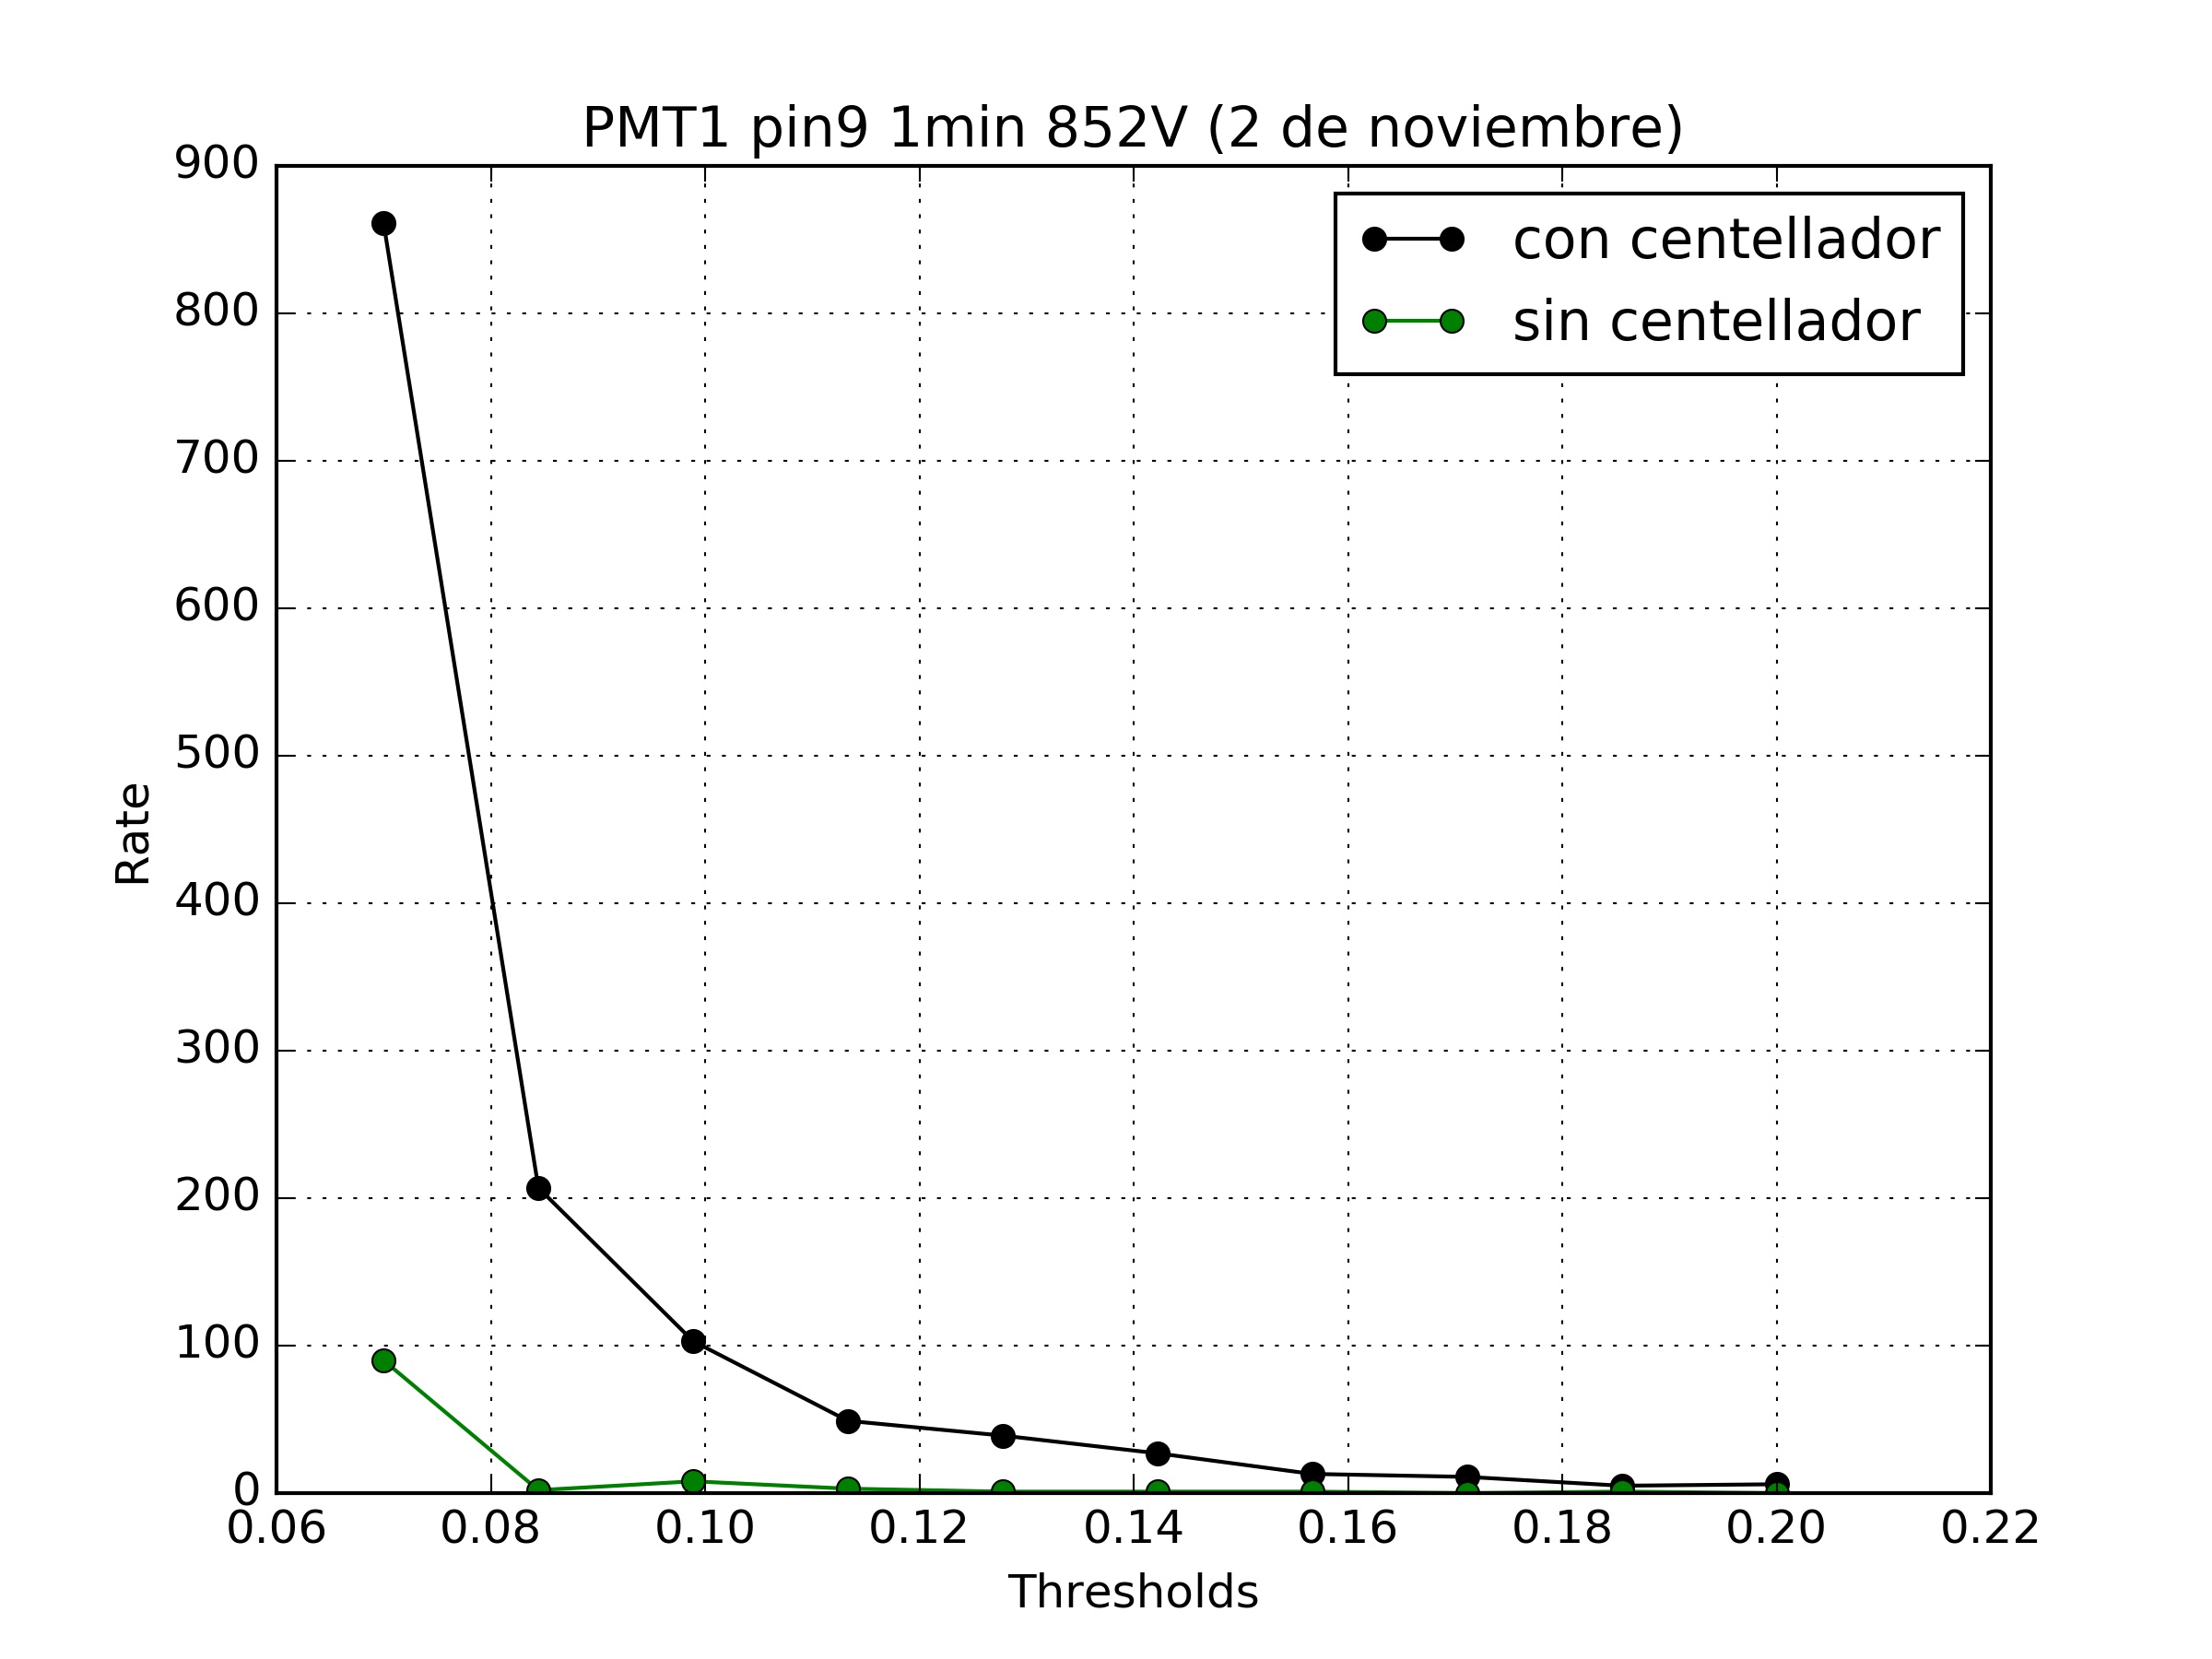 PMT1 pin9 1min 852V (2 de noviembre)
con centellador
sin centellador
900
800
700
600
500
400
300
200
100
0
Rate
0.06 0.08 0.10 0.12 0.14 0.16 0.18 0.20 0.22
Thresholds